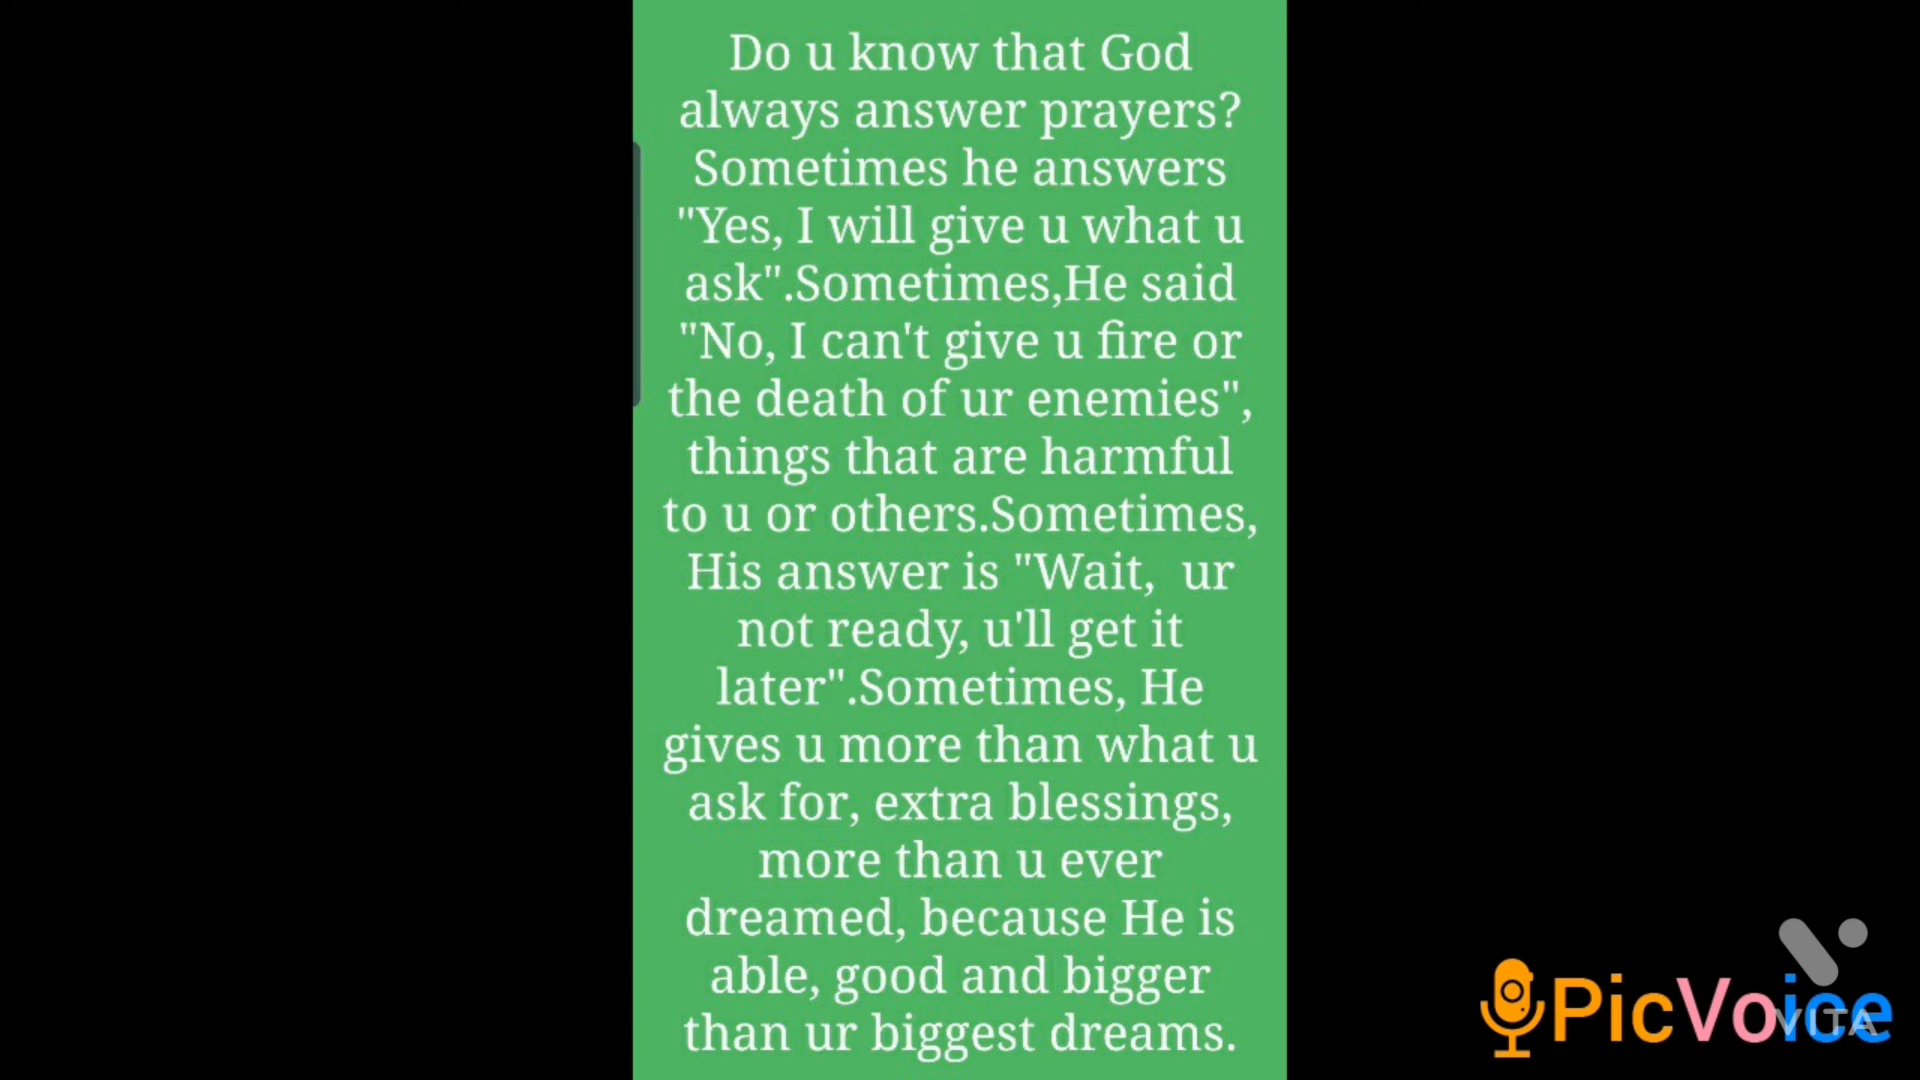 Do u know that God
always answer prayers?
Sometimes he answers
"Yes, I will give u what u
ask".Sometimes,He said
"No, I can't give u fire or
the death of ur enemies",
things that are harmful
to u or others.Sometimes,
His answer is "Wait,  ur
not ready, u'll get it
later".Sometimes, He
gives u more than what u
ask for, extra blessings,
more than u ever
dreamed, because He is
able, good and bigger
than ur biggest dreams.
PicVoice
VITA